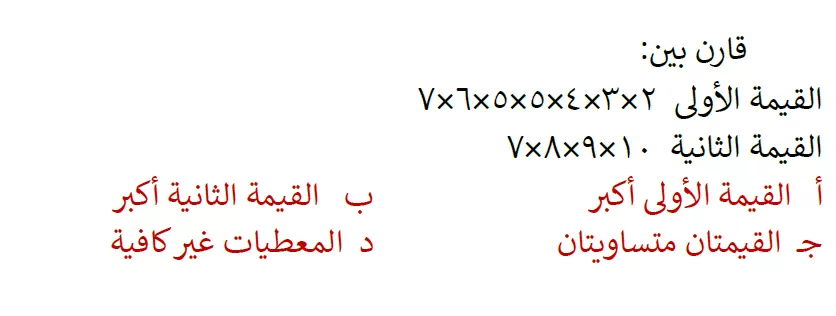 قارن بين:
القيمة الأولى ٢×٣×٤×٥×٥×٦×٧
القيمة الثانية ١٠×٩×٨×٧
أ القيمة الأولى أكبر ب القيمة الثانية أكبر
جـ القيمتان متساويتان د المعطيات غير كافية